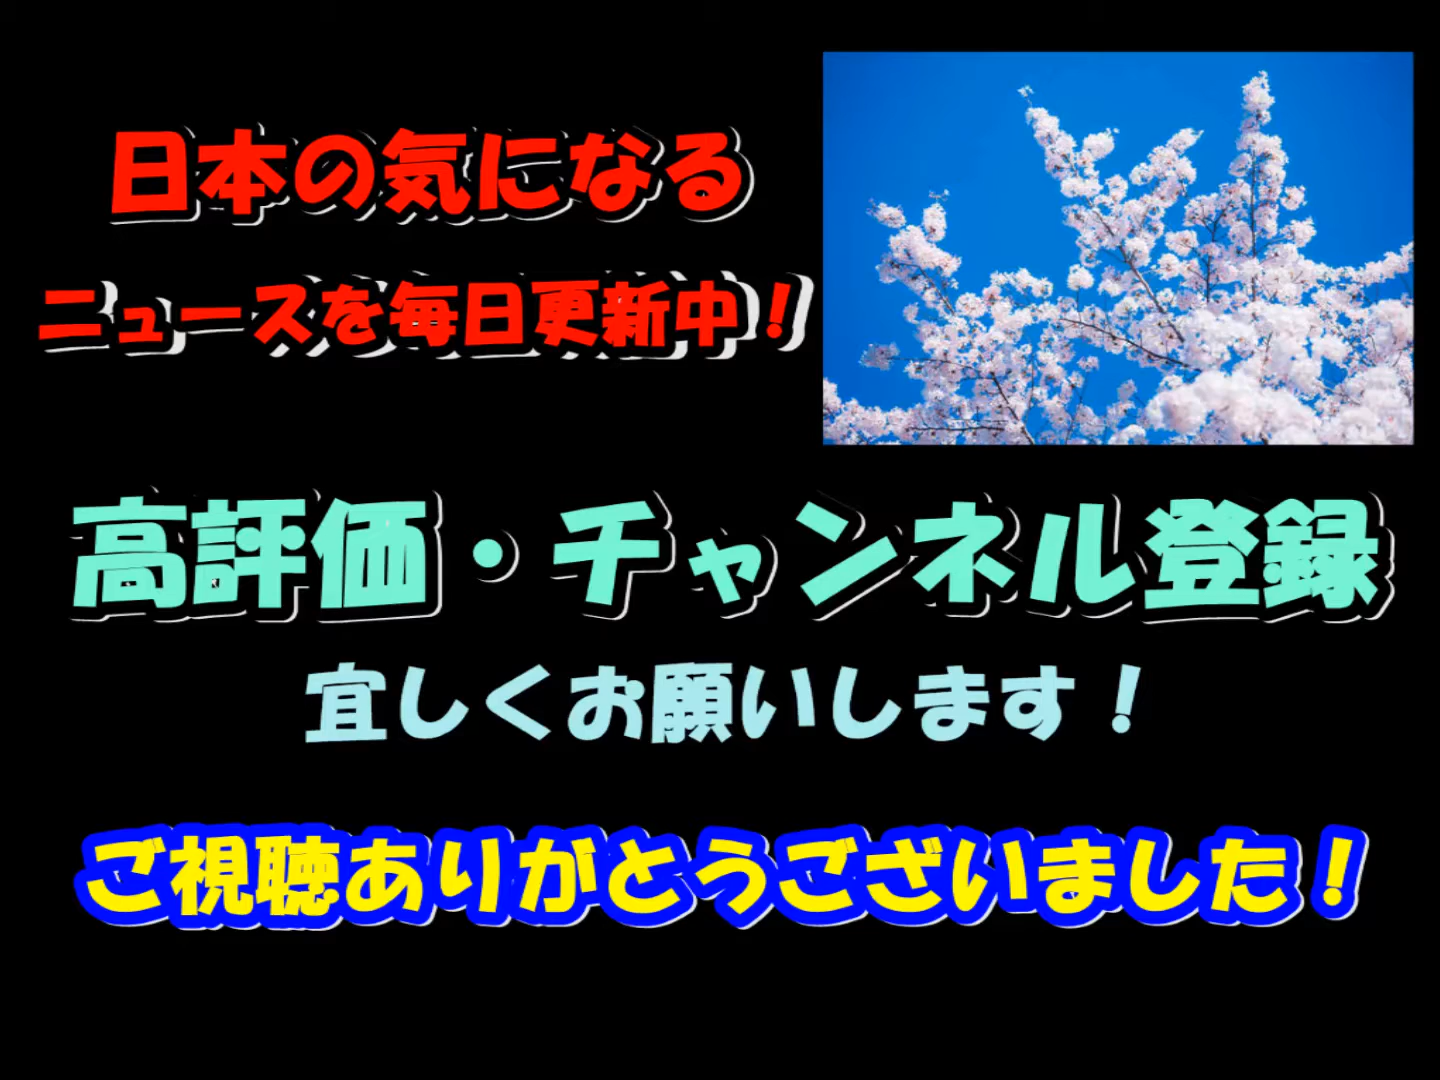 日本の気になる
ニュースを毎日更新中！
高評価・チャンネル登録
宜しくお願いします！
ご視聴ありがとうございました！